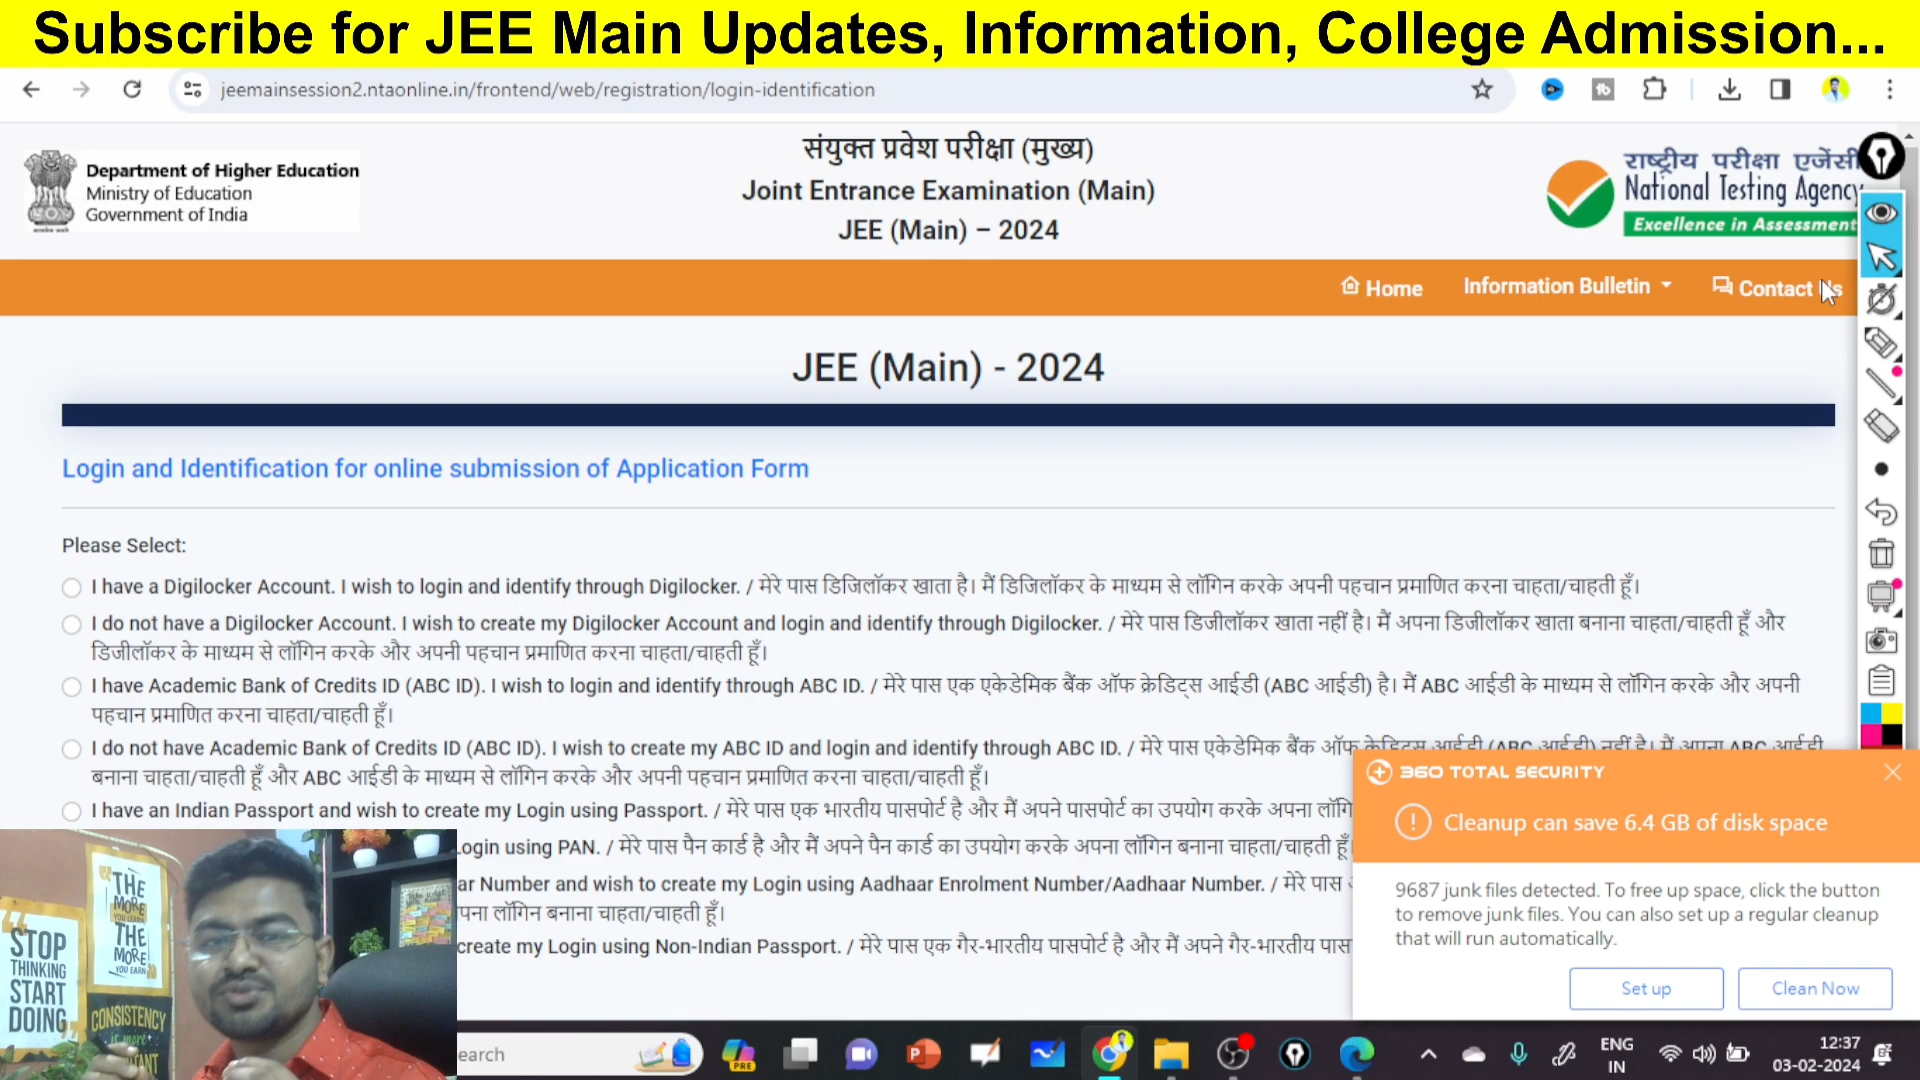 Subscribe for JEE Main Updates, Information, College Admission...
jeemainsession2.ntaonline.in/frontend/web/registration/login-identification
Department of Higher Education
Ministry of Education
Government of India
संयुक्त प्रवेश परीक्षा (मुख्य)
Joint Entrance Examination (Main)
JEE (Main) – 2024
राष्ट्रीय परीक्षा एजेंसी
National Testing Agency
Excellence in Assessment
Home
Information Bulletin
Contact Us
JEE (Main) - 2024
Login and Identification for online submission of Application Form
Please Select:
I have a Digilocker Account. I wish to login and identify through Digilocker. / मेरे पास डिजिलॉकर खाता है। मैं डिजिलॉकर के माध्यम से लॉगिन करके अपनी पहचान प्रमाणित करना चाहता/चाहती हूँ।
I do not have a Digilocker Account. I wish to create my Digilocker Account and login and identify through Digilocker. / मेरे पास डिजीलॉकर खाता नहीं है। मैं अपना डिजीलॉकर खाता बनाना चाहता/चाहती हूँ और
डिजीलॉकर के माध्यम से लॉगिन करके और अपनी पहचान प्रमाणित करना चाहता/चाहती हूँ।
I have Academic Bank of Credits ID (ABC ID). I wish to login and identify through ABC ID. / मेरे पास एक एकेडेमिक बैंक ऑफ क्रेडिट्स आईडी (ABC आईडी) है। मैं ABC आईडी के माध्यम से लॉगिन करके और अपनी
पहचान प्रमाणित करना चाहता/चाहती हूँ।
I do not have Academic Bank of Credits ID (ABC ID). I wish to create my ABC ID and login and identify through ABC ID. / मेरे पास एकेडेमिक बैंक ऑफ क्रेडिट्स आईडी (ABC आईडी) नहीं है। मैं अपना ABC आईडी
बनाना चाहता/चाहती हूँ और ABC आईडी के माध्यम से लॉगिन करके और अपनी पहचान प्रमाणित करना चाहता/चाहती हूँ।
I have an Indian Passport and wish to create my Login using Passport. / मेरे पास एक भारतीय पासपोर्ट है और मैं अपने पासपोर्ट का उपयोग करके अपना लॉगि
Login using PAN. / मेरे पास पैन कार्ड है और मैं अपने पैन कार्ड का उपयोग करके अपना लॉगिन बनाना चाहता/चाहती हूँ
ar Number and wish to create my Login using Aadhaar Enrolment Number/Aadhaar Number. / मेरे पास
पना लॉगिन बनाना चाहता/चाहती हूँ।
create my Login using Non-Indian Passport. / मेरे पास एक गैर-भारतीय पासपोर्ट है और मैं अपने गैर-भारतीय पास
360 TOTAL SECURITY
Cleanup can save 6.4 GB of disk space
9687 junk files detected. To free up space, click the button
to remove junk files. You can also set up a regular cleanup
that will run automatically.
Set up
Clean Now
STOP
THINKING
START
DOING
THE
MORE
YOU LEARN
THE
MORE
YOU EARN
CONSISTENCY
is more
earch
PRE
ENG
IN
12:37
03-02-2024